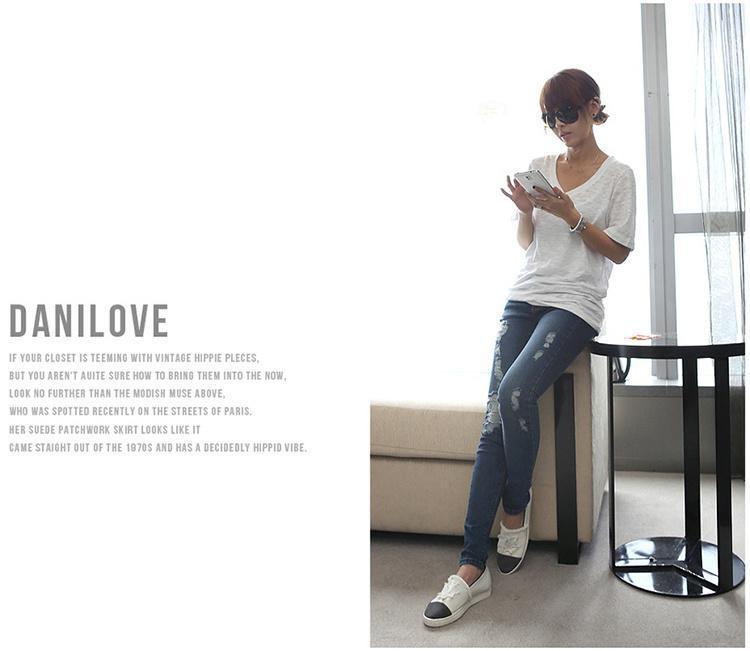 DANILOVE
IF YOUR CLOSET IS TEEMING WITH VINTAGE HIPPIE PLECES,
BUT YOU AREN'T AUITE SURE HOW TO BRING THEM INTO THE NOW,
LOOK NO FURTHER THAN THE MODISH MUSE ABOVE,
WHO WAS SPOTTED RECENTLY ON THE STREETS OF PARIS.
HER SUEDE PATCHWORK SKIRT LOOKS LIKE IT
CAME STAIGHT OUT OF THE 1970S AND HAS A DECIDEDLY HIPPID VIBE.